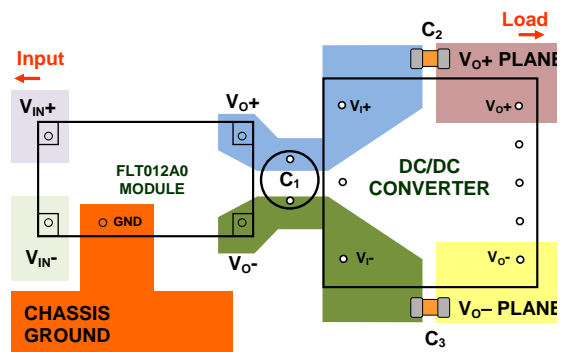 Load
C2
Input
VO+ PLANE
VIN+
VO+
VI+
VO+
FLT012A0
MODULE
C1
DC/DC
CONVERTER
GND
VIN-
VO-
VI-
VO-
CHASSIS
GROUND
VO– PLANE
C3